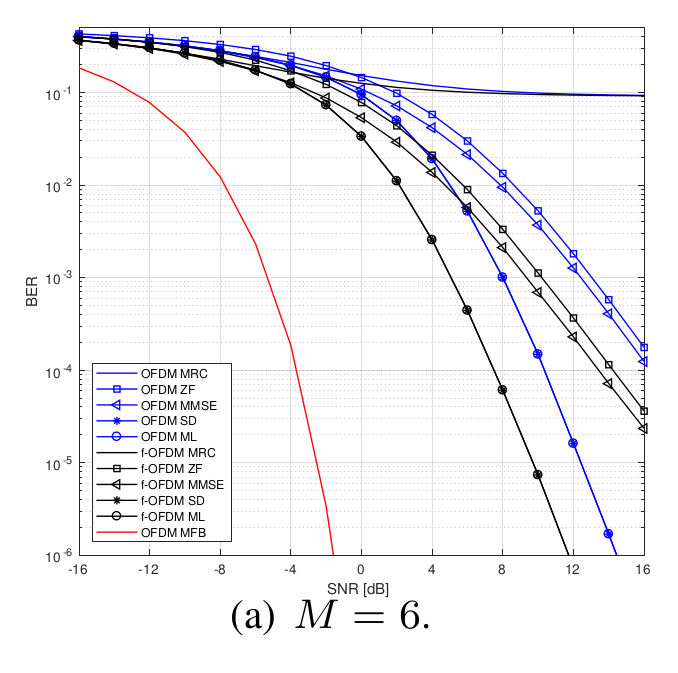 10^-1
10^-2
10^-3
10^-4
10^-5
10^-6
BER
OFDM MRC
OFDM ZF
OFDM MMSE
OFDM SD
OFDM ML
f-OFDM MRC
f-OFDM ZF
f-OFDM MMSE
f-OFDM SD
f-OFDM ML
OFDM MFB
-16 -12 -8 -4 0 4 8 12 16
SNR [dB]
(a) M = 6.